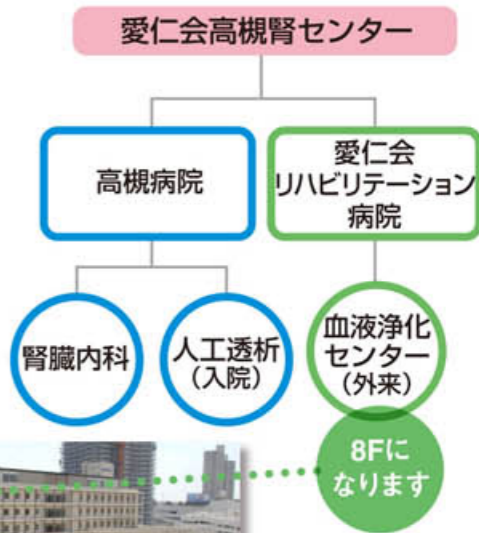 愛仁会高槻腎センター
高槻病院
愛仁会
リハビリテーション
病院
腎臓内科
人工透析
（入院）
血液浄化
センター
（外来）
8Fに
なります